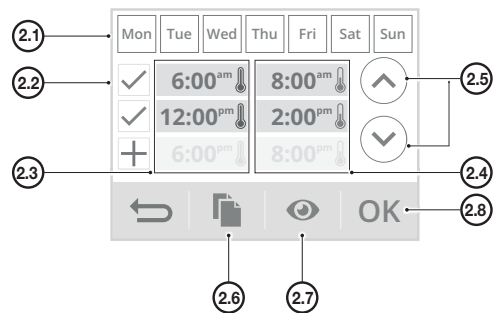 2.1 Mon Tue Wed Thu Fri Sat Sun
2.2 6:00am 8:00am 2.5
12:00pm 2:00pm
2.3 6:00pm 8:00pm 2.4
OK 2.8
2.6 2.7